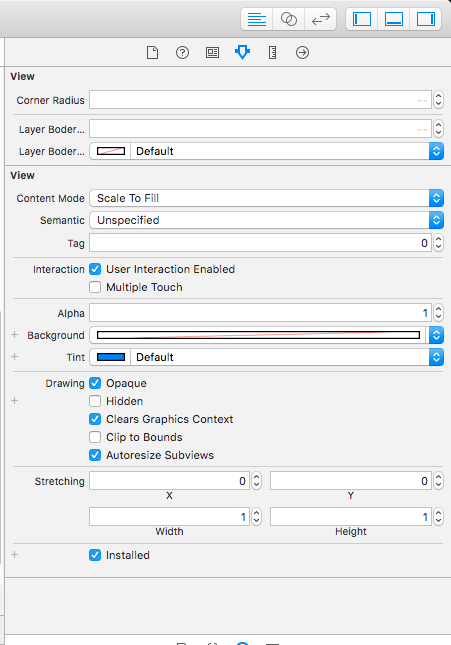 View
Corner Radius --
Layer Boder... --
Layer Boder... Default
View
Content Mode Scale To Fill
Semantic Unspecified
Tag 0
Interaction User Interaction Enabled
Multiple Touch
Alpha 1
+ Background
+ Tint Default
Drawing Opaque
+ Hidden
Clears Graphics Context
Clip to Bounds
Autoresize Subviews
Stretching 0 0
X Y
1 1
Width Height
+ Installed